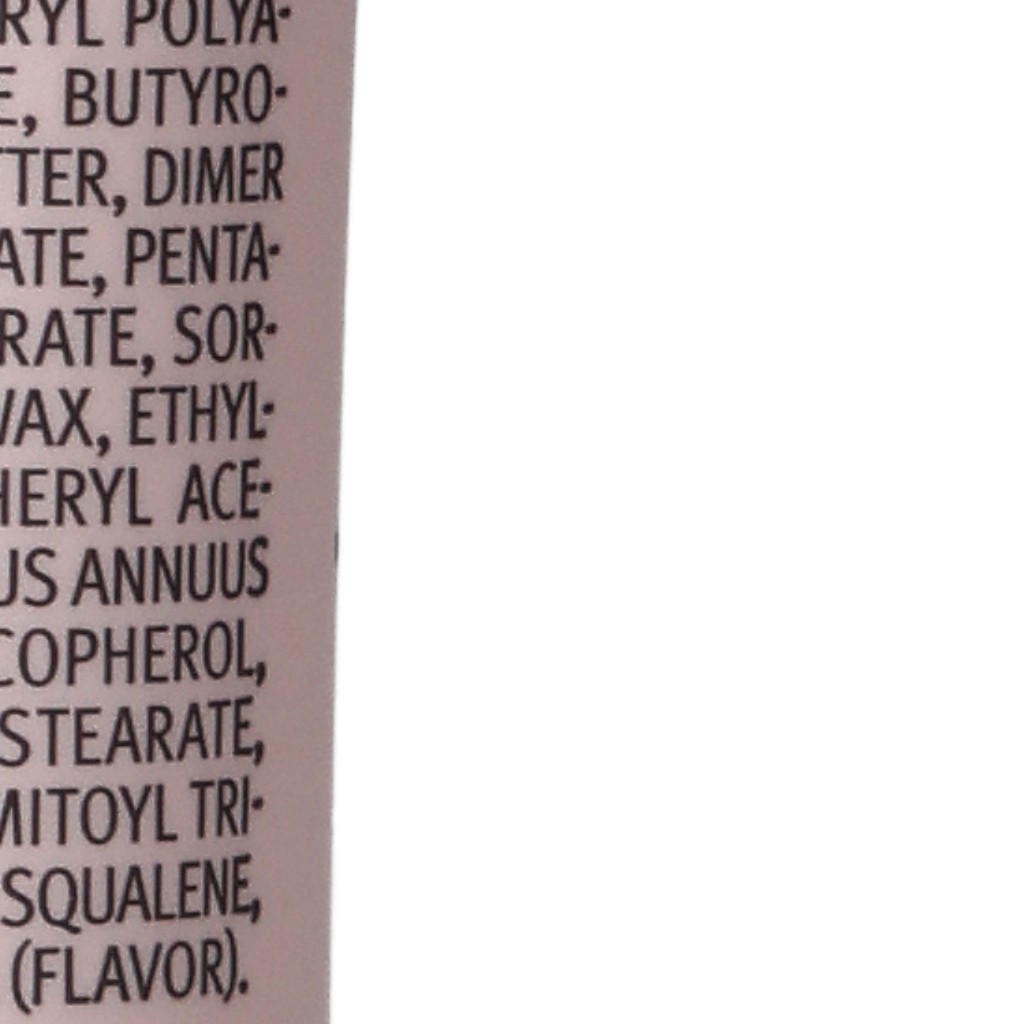 RYL POLYA-
E, BUTYRO-
TTER, DIMER
ATE, PENTA-
RATE, SOR-
WAX, ETHYL-
HERYL ACE-
US ANNUUS
COPHEROL,
STEARATE,
MITOYL TRI-
SQUALENE,
(FLAVOR).